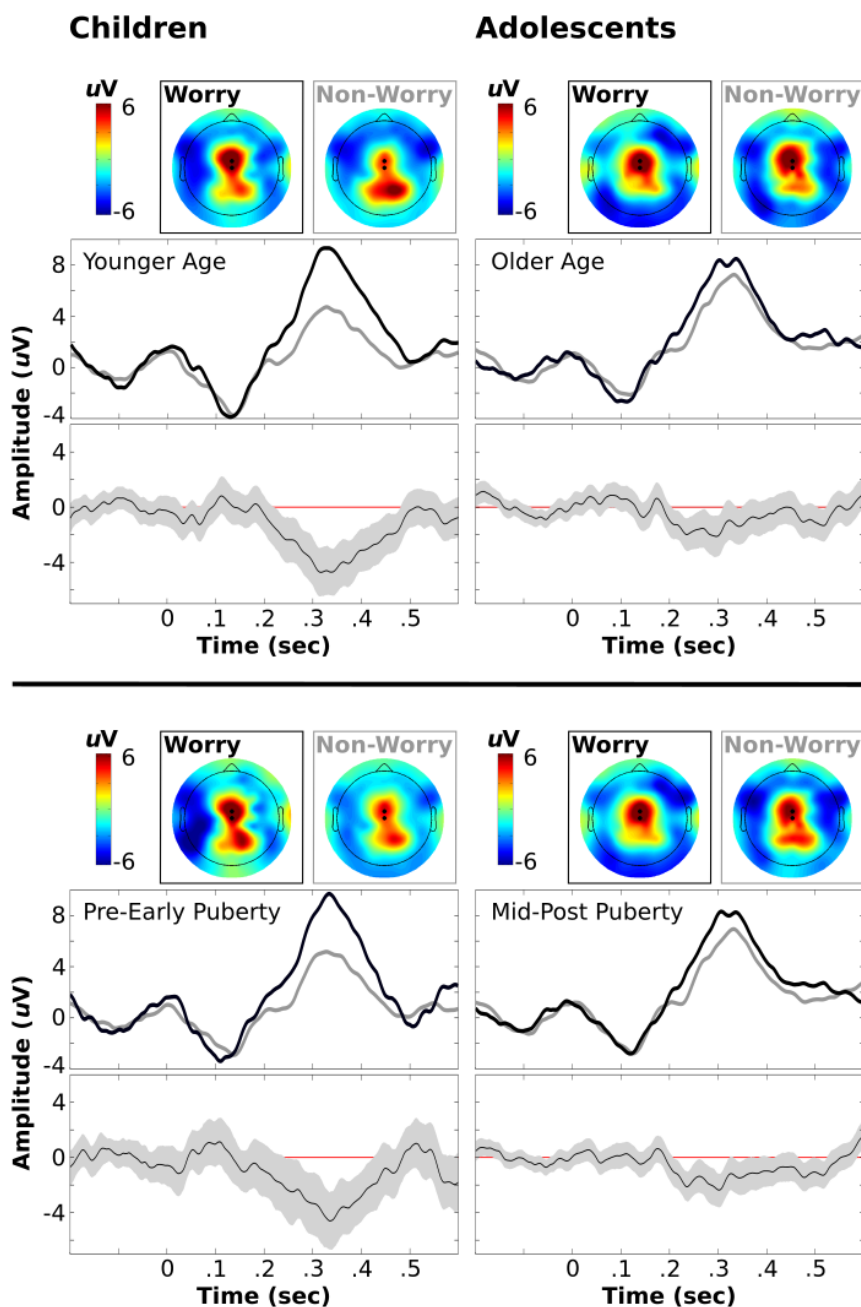 Children Adolescents
uV Worry Non-Worry uV Worry Non-Worry
6 6
-6 -6
Younger Age Older Age
8
4
0
-4
Amplitude (uV)
4
0
-4
0 .1 .2 .3 .4 .5 0 .1 .2 .3 .4 .5
Time (sec) Time (sec)
uV Worry Non-Worry uV Worry Non-Worry
6 6
-6 -6
Pre-Early Puberty Mid-Post Puberty
8
4
0
-4
Amplitude (uV)
4
0
-4
0 .1 .2 .3 .4 .5 0 .1 .2 .3 .4 .5
Time (sec) Time (sec)